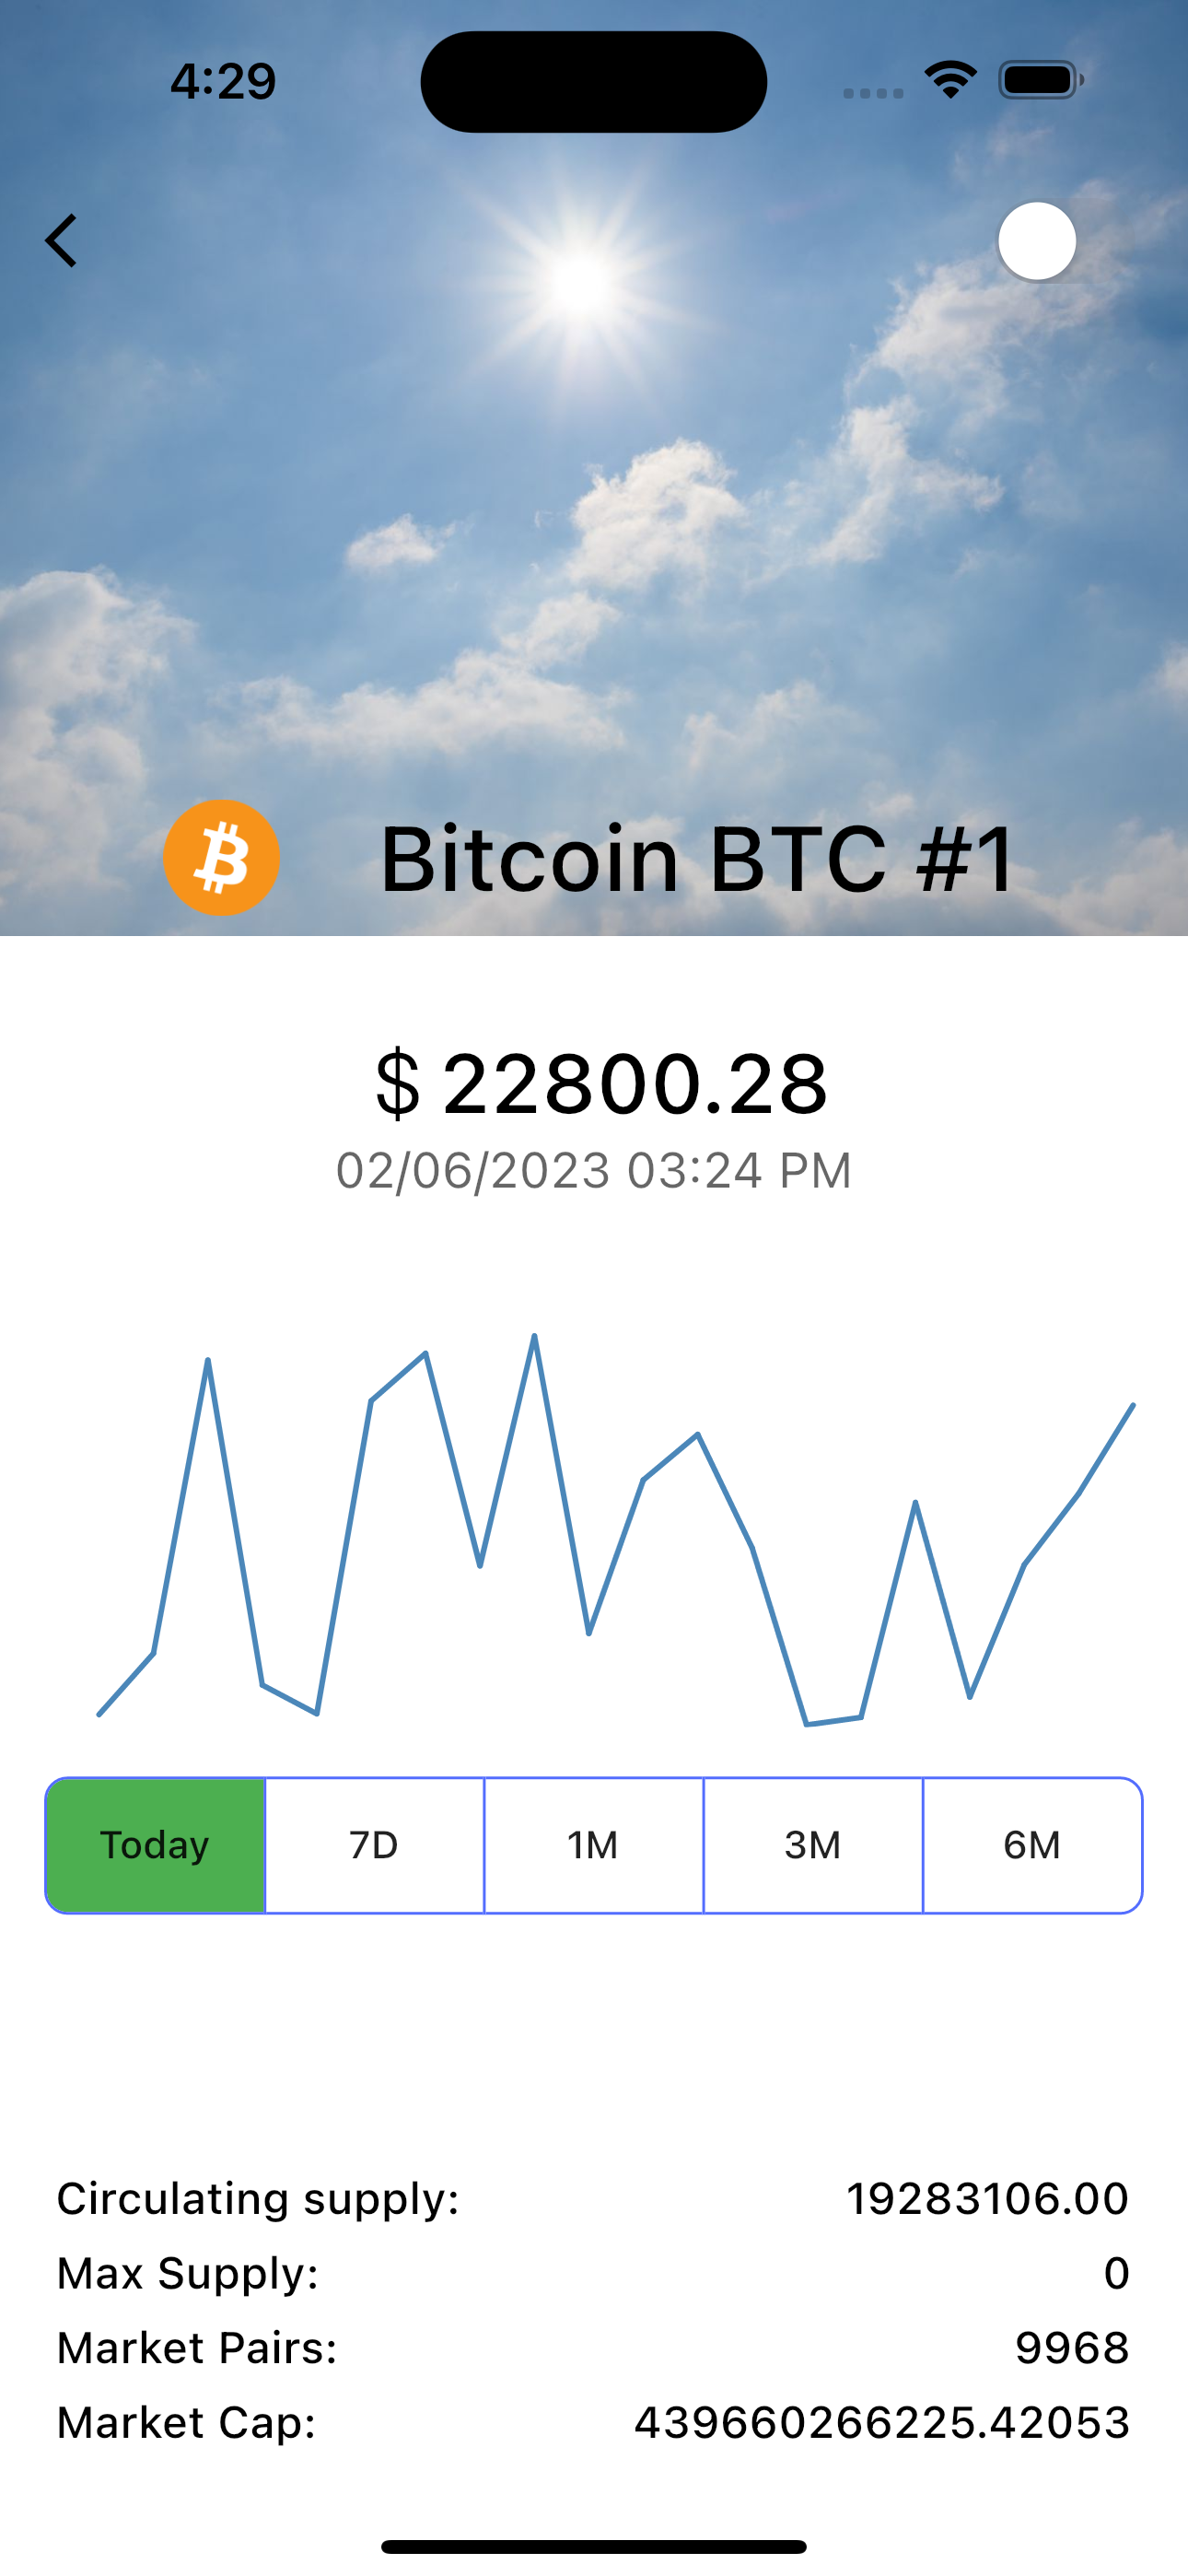 4:29
Bitcoin BTC #1
$ 22800.28
02/06/2023 03:24 PM
Today 7D 1M 3M 6M
Circulating supply: 19283106.00
Max Supply: 0
Market Pairs: 9968
Market Cap: 439660266225.42053